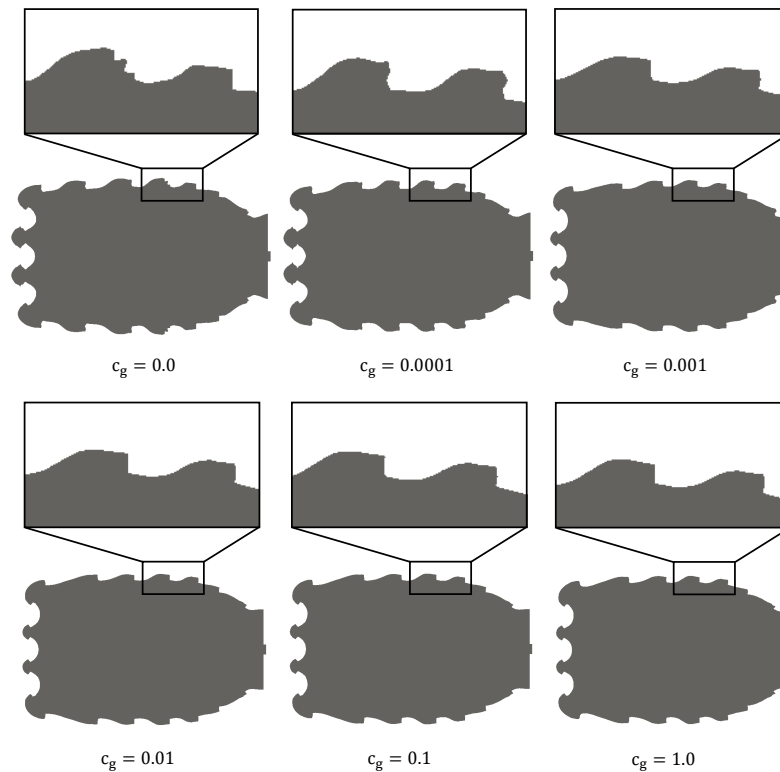 c_g = 0.0
c_g = 0.0001
c_g = 0.001
c_g = 0.01
c_g = 0.1
c_g = 1.0